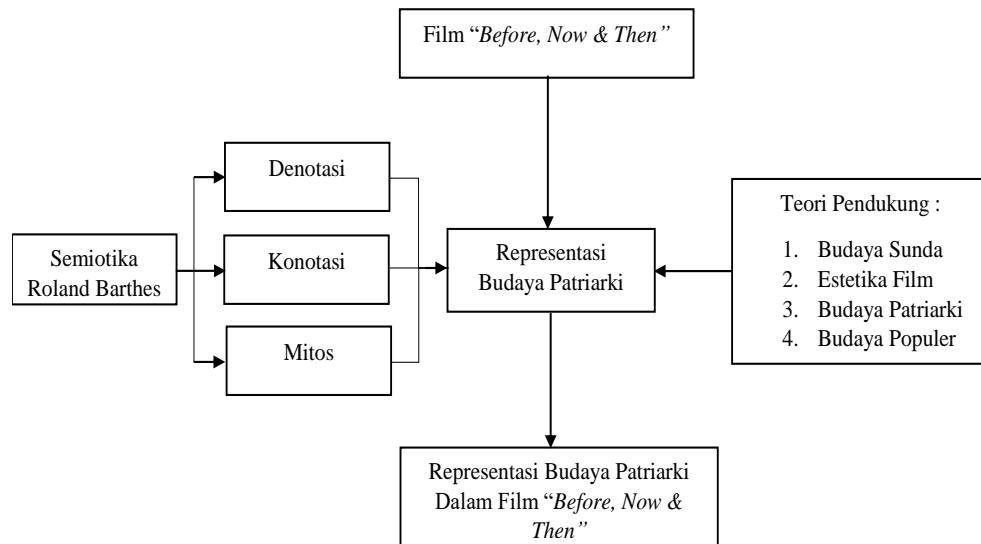 Film “Before, Now & Then”
Denotasi
Konotasi
Mitos
Semiotika
Roland Barthes
Representasi
Budaya Patriarki
Teori Pendukung :
1. Budaya Sunda
2. Estetika Film
3. Budaya Patriarki
4. Budaya Populer
Representasi Budaya Patriarki
Dalam Film “Before, Now &
Then”